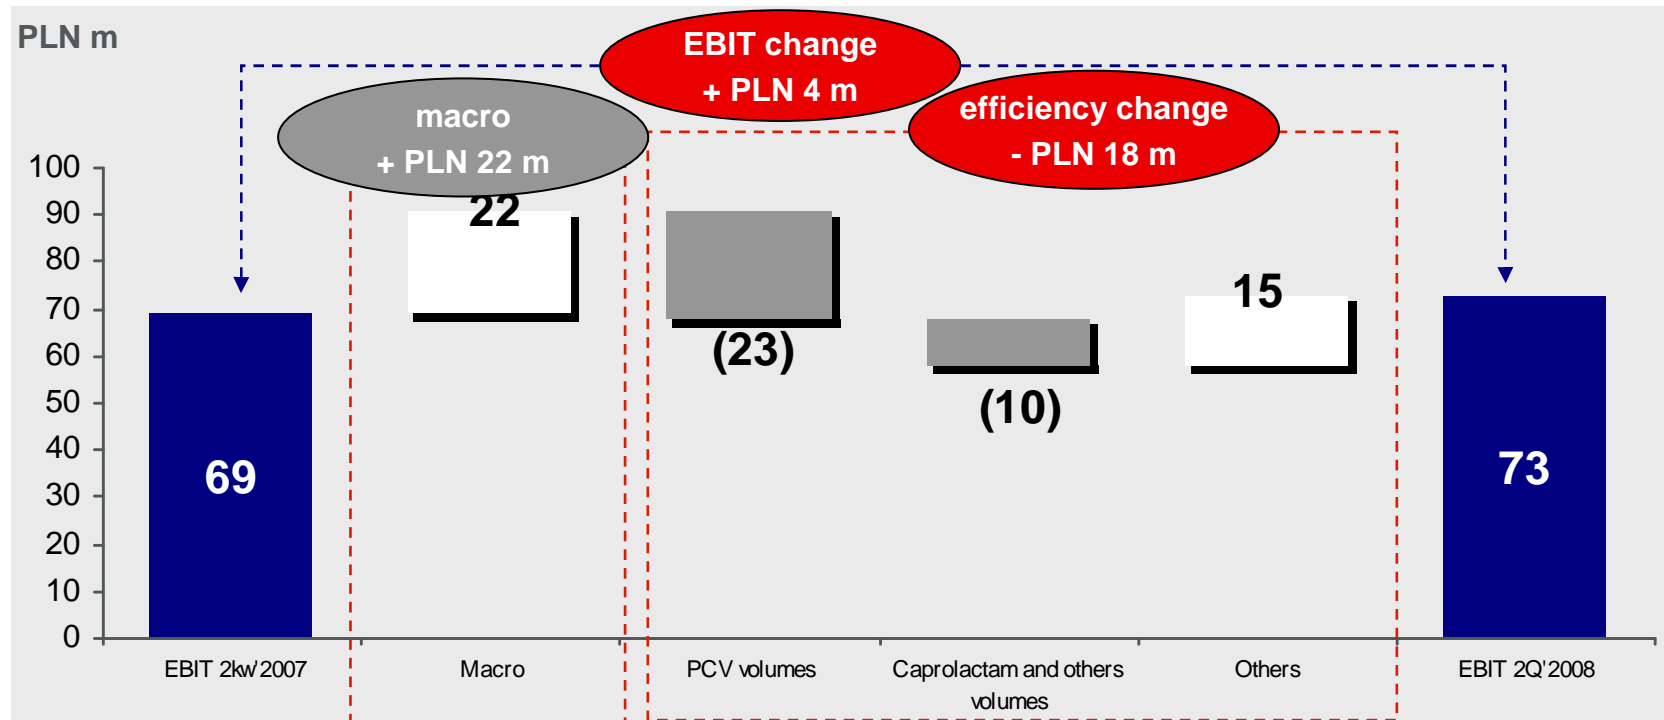 PLN m
EBIT change
+ PLN 4 m
macro
+ PLN 22 m
efficiency change
- PLN 18 m
100
90
80
70
60
50
40
30
20
10
0
69
22
(23)
(10)
15
73
EBIT 2kw'2007
Macro
PCV volumes
Caprolactam and others
volumes
Others
EBIT 2Q'2008